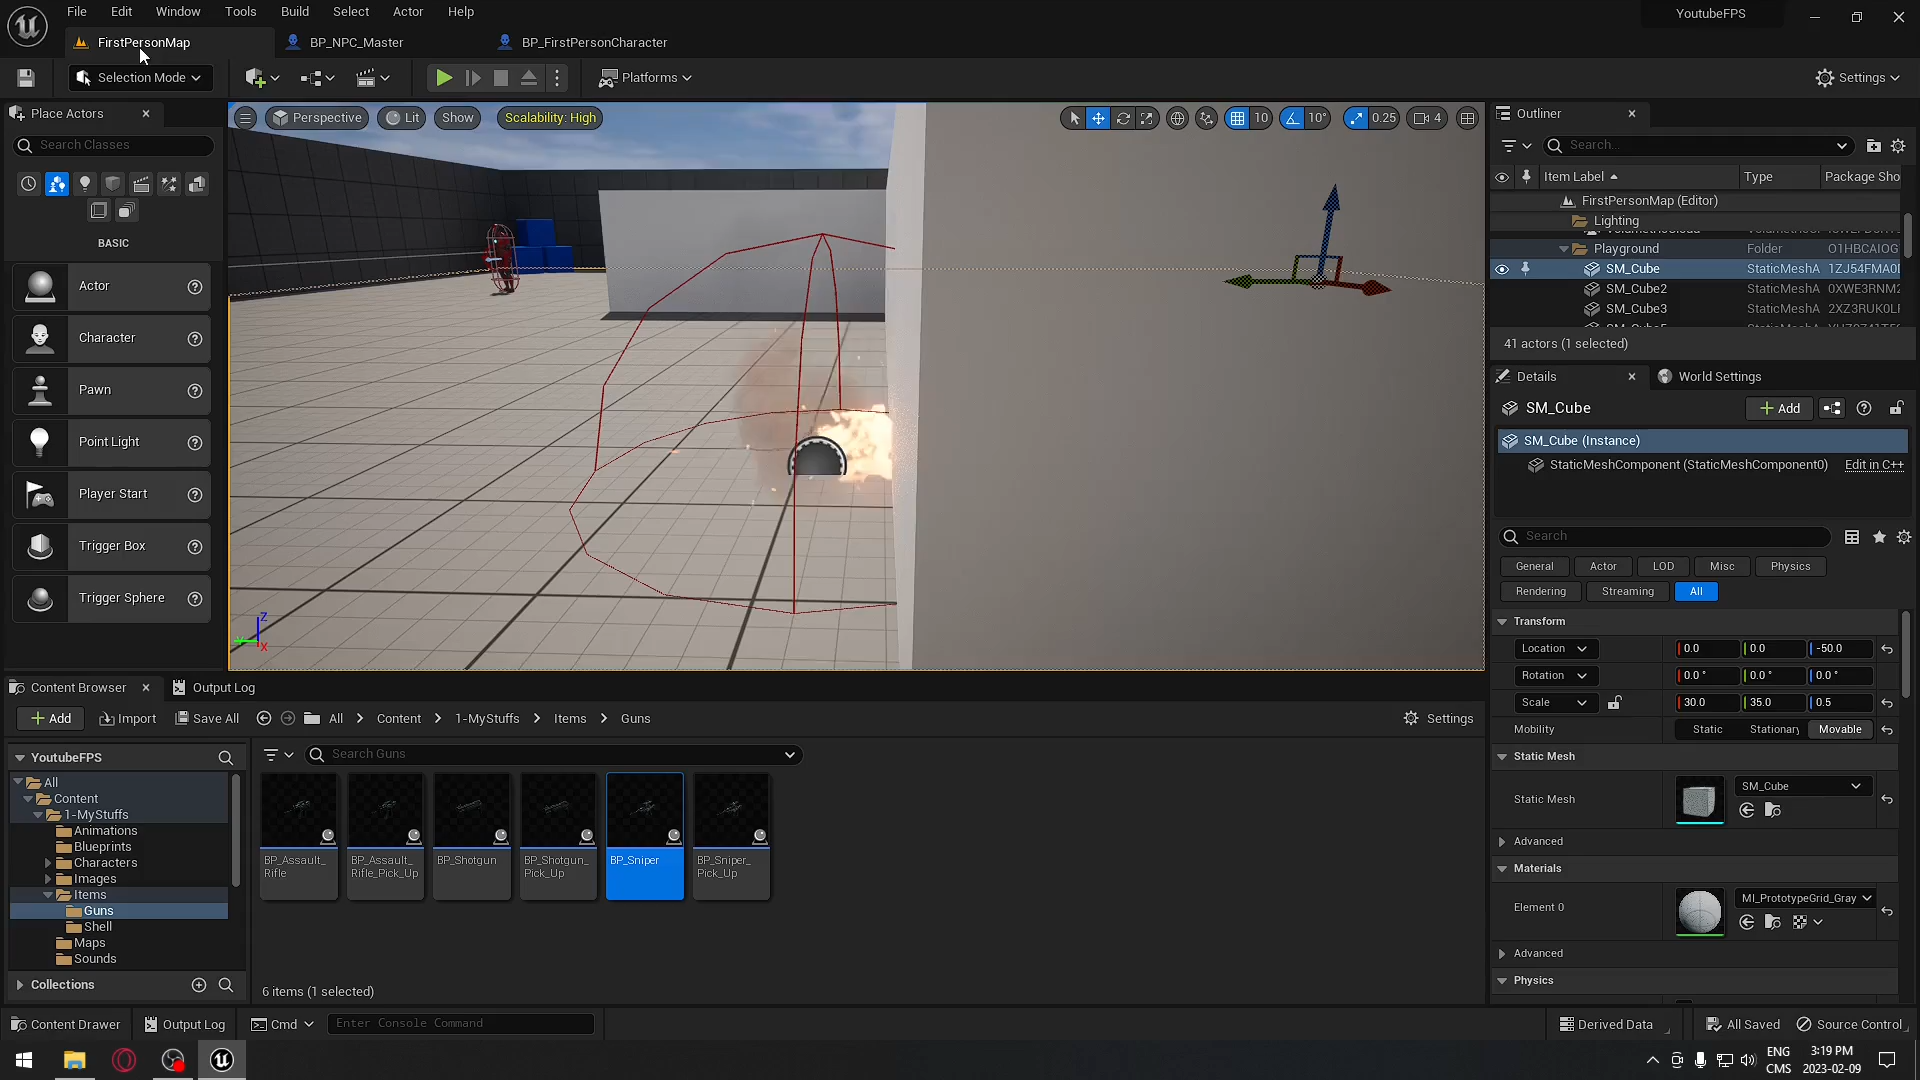 File Edit Window Tools Build Select Actor Help
YoutubeFPS
FirstPersonMap
BP_NPC_Master
BP_FirstPersonCharacter
Selection Mode
Platforms
Settings
Place Actors
Search Classes
BASIC
Actor
Character
Pawn
Point Light
Player Start
Trigger Box
Trigger Sphere
Perspective
Lit
Show
Scalability: High
10
10°
0.25
4
Z
X
Outliner
Search...
Item Label
Type
Package Sho
FirstPersonMap (Editor)
Lighting
Playground Folder O1HBCAIOG
SM_Cube StaticMeshA 1ZJ54FMA0
SM_Cube2 StaticMeshA 0XWE3RNM2
SM_Cube3 StaticMeshA 2XZ3RUK0L
41 actors (1 selected)
Details
World Settings
SM_Cube
Add
SM_Cube (Instance)
StaticMeshComponent (StaticMeshComponent0) Edit in C++
Search
General Actor LOD Misc Physics
Rendering Streaming All
Transform
Location 0.0 0.0 -50.0
Rotation 0.0° 0.0° 0.0°
Scale 30.0 35.0 0.5
Mobility Static Stationary Movable
Static Mesh
Static Mesh SM_Cube
Advanced
Materials
Element 0 MI_PrototypeGrid_Gray
Advanced
Physics
Content Browser
Output Log
Add Import Save All All Content 1-MyStuffs Items Guns
Settings
YoutubeFPS
All
Content
1-MyStuffs
Animations
Blueprints
Characters
Images
Items
Guns
Shell
Maps
Sounds
Collections
Search Guns
BP_Assault_
Rifle
BP_Assault_
Rifle_Pick_Up
BP_Shotgun
BP_Shotgun_
Pick_Up
BP_Sniper
BP_Sniper_
Pick_Up
6 items (1 selected)
Content Drawer
Output Log
Cmd
Enter Console Command
Derived Data
All Saved
Source Control
ENG
CMS
3:19 PM
2023-02-09